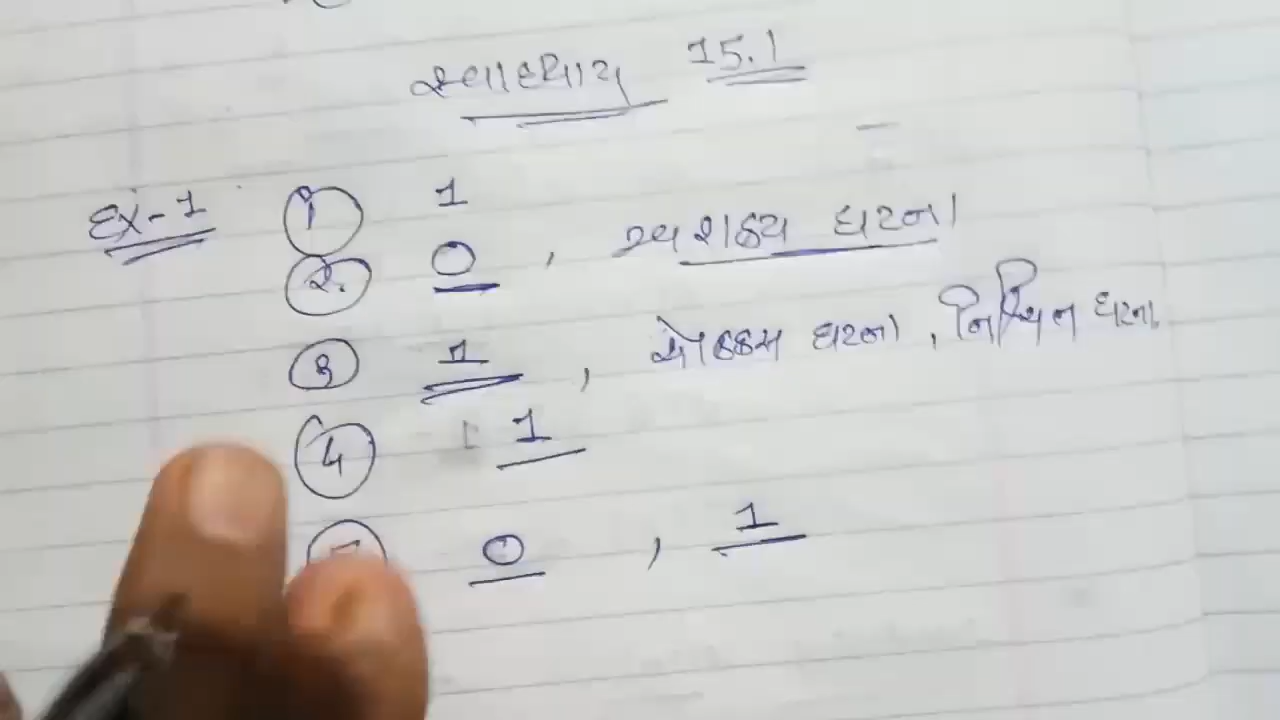 સ્વાધ્યાય 15.1
Ex-1 ① 1
②. 0 , અશક્ય ઘટના
③ 1 , ચોક્કસ ઘટના , નિશ્ચિત ઘટના
④ 1
0 , 1